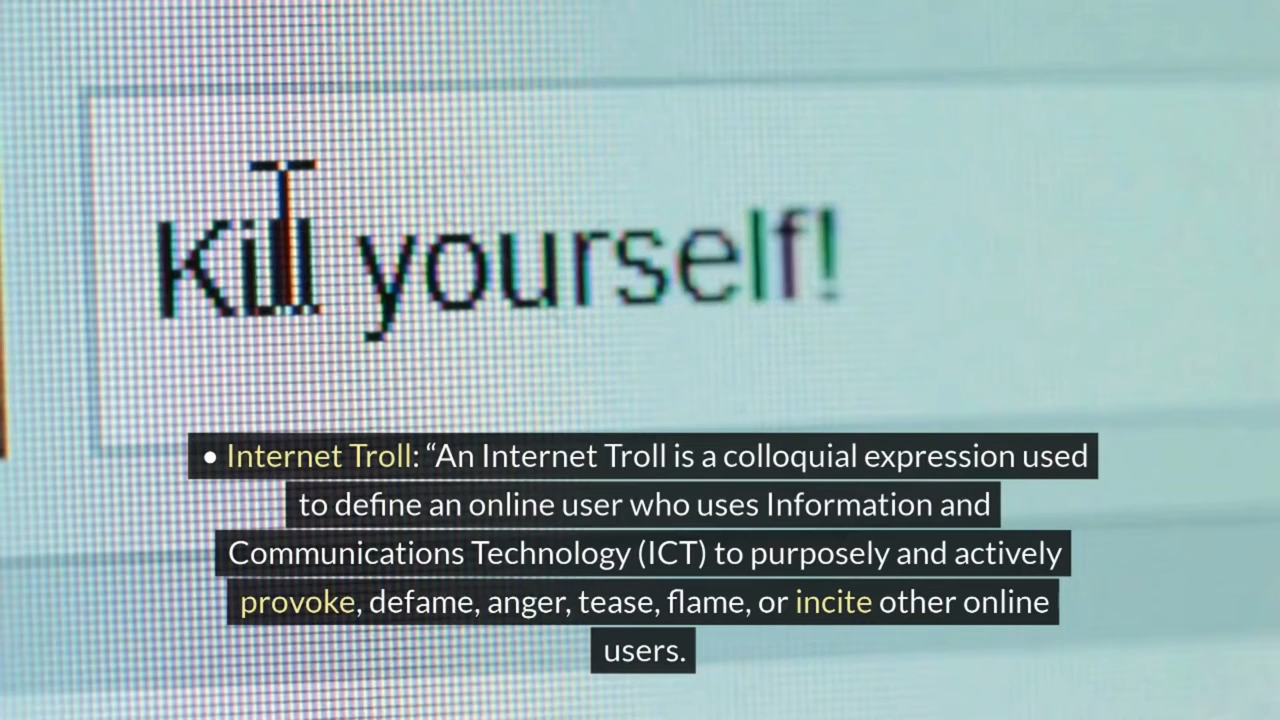 Kill yourself!
• Internet Troll: “An Internet Troll is a colloquial expression used
to define an online user who uses Information and
Communications Technology (ICT) to purposely and actively
provoke, defame, anger, tease, flame, or incite other online
users.